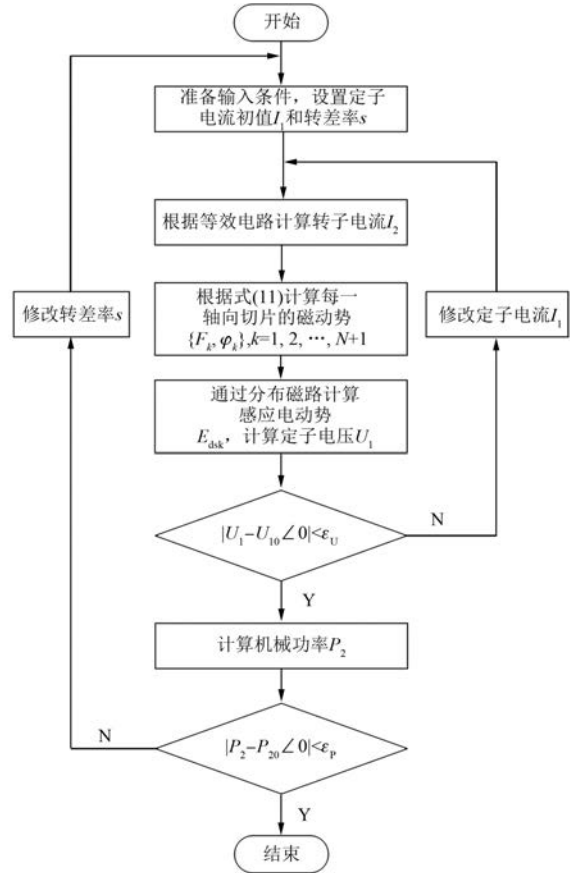 开始
准备输入条件，设置定子
电流初值I₁和转差率s
根据等效电路计算转子电流I₂
修改转差率s
根据式(11)计算每一
轴向切片的磁动势
{Fₖ, φₖ},k=1, 2, …, N+1
修改定子电流I₁
通过分布磁路计算
感应电动势
E_dsk，计算定子电压U₁
|U₁−U₁₀∠0|<ε_U
N
Y
计算机械功率P₂
|P₂−P₂₀∠0|<ε_P
N
Y
结束